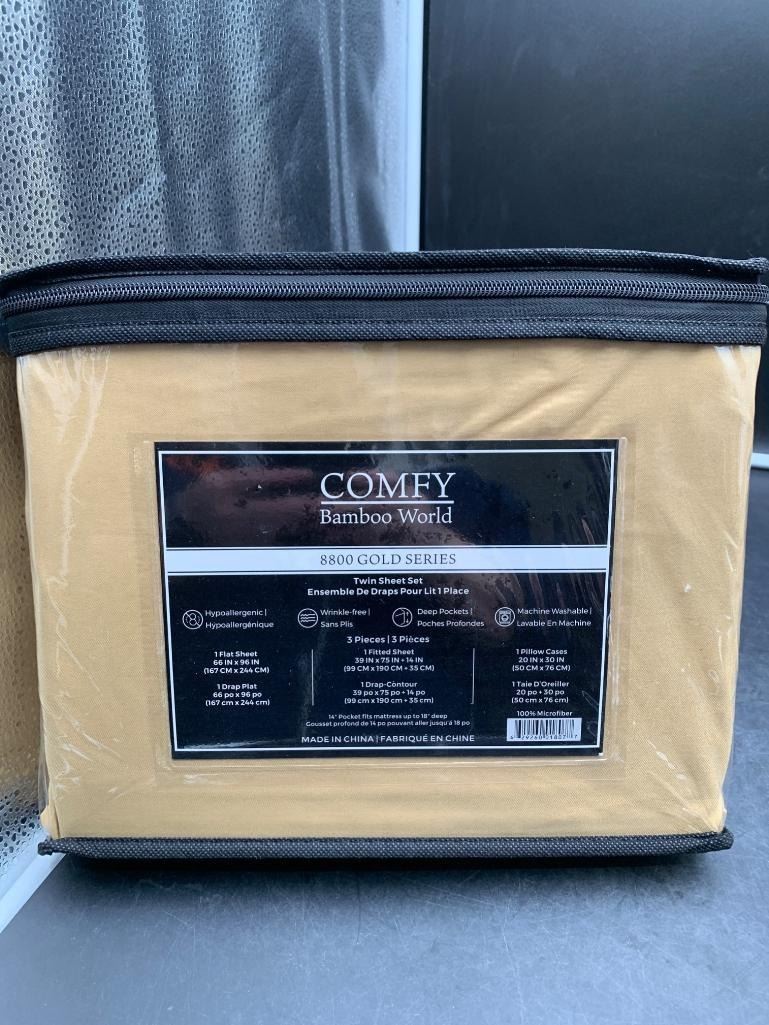 COMFY
Bamboo World
8800 GOLD SERIES
Twin Sheet Set
Ensemble De Draps Pour Lit 1 Place
Hypoallergenic |
Hypoallergénique
Wrinkle-free |
Sans Plis
Deep Pockets |
Poches Profondes
Machine Washable |
Lavable En Machine
3 Pieces | 3 Pièces
1 Flat Sheet
66 IN x 96 IN
(167 CM x 244 CM)
1 Drap Plat
66 po x 96 po
(167 cm x 244 cm)
1 Fitted Sheet
39 IN x 75 IN + 14 IN
(99 CM x 190 CM + 35 CM)
1 Drap-Contour
39 po x 75 po + 14 po
(99 cm x 190 cm + 35 cm)
1 Pillow Cases
20 IN x 30 IN
(50 CM x 76 CM)
1 Taie D'Oreiller
20 po + 30 po
(50 cm x 76 cm)
14" Pocket fits mattress up to 18" deep
Gousset profond de 14 po pouvant aller jusqu'à 18 po
100% Microfiber
MADE IN CHINA | FABRIQUÉ EN CHINE